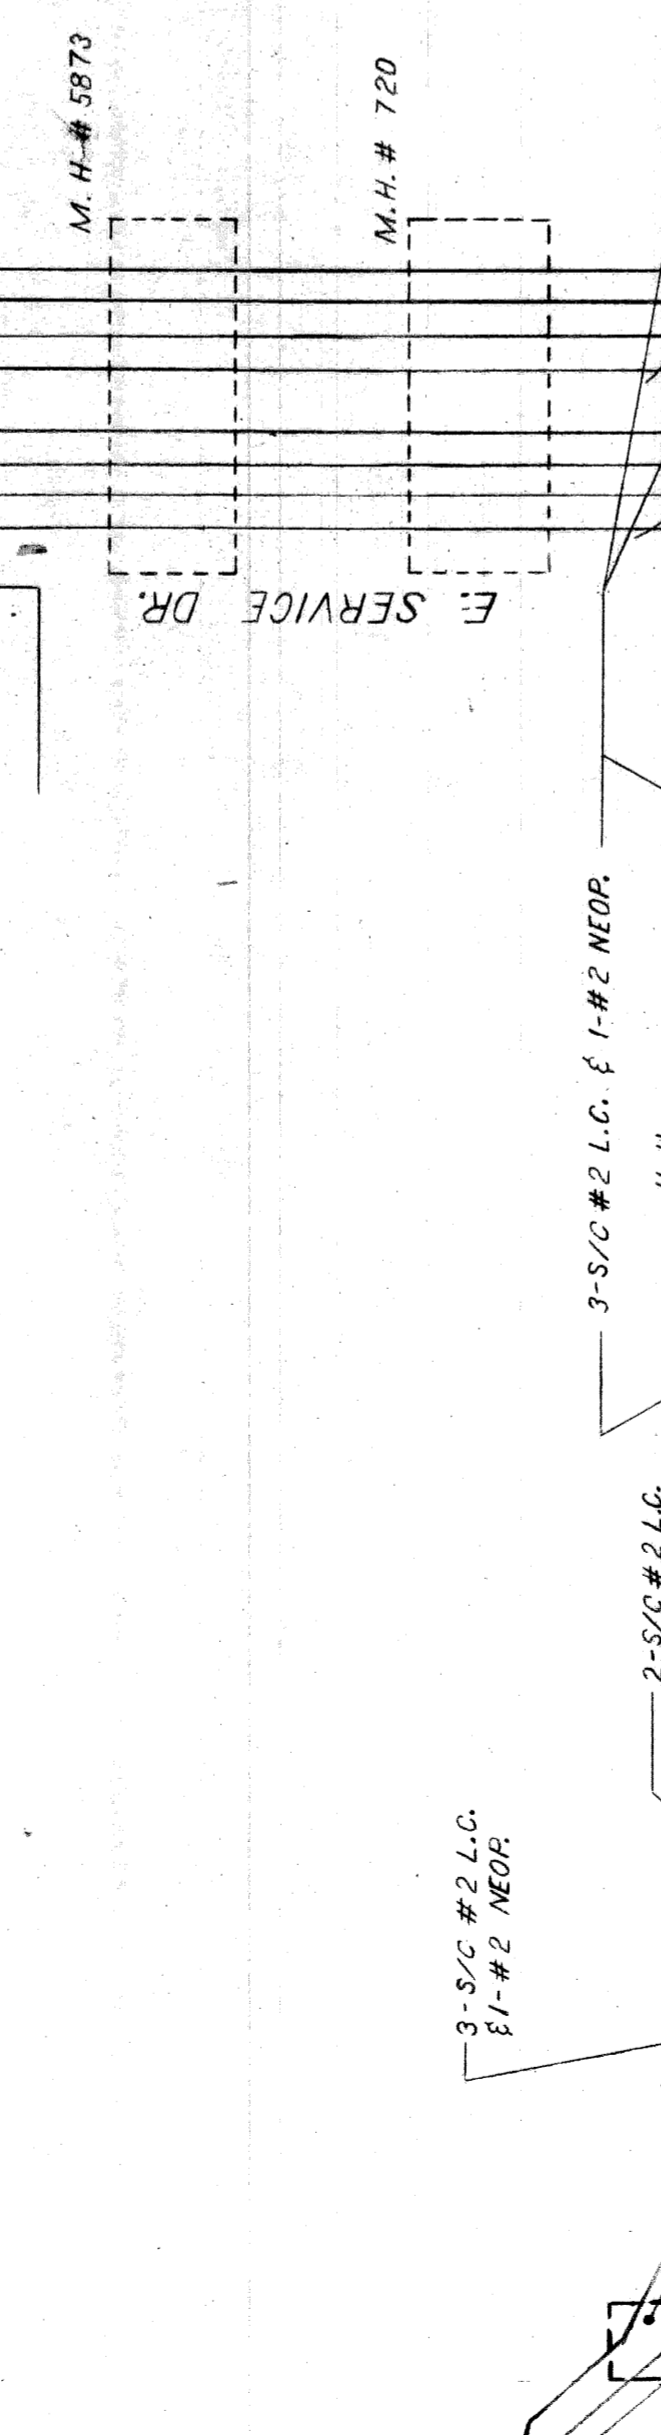 M. H. # 5873
M.H. # 720
E. SERVICE DR.
3-S/C #2 L.C. & 1-#2 NEOP.
2-S/C #2 L.C.
3-S/C #2 L.C.
& 1-#2 NEOP.